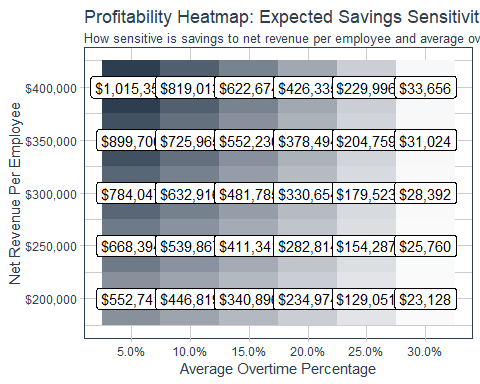 Profitability Heatmap: Expected Savings Sensitivit
How sensitive is savings to net revenue per employee and average ov
Net Revenue Per Employee
$400,000 $1,015,35 $819,01 $622,67 $426,33 $229,996 $33,656
$350,000 $899,70 $725,96 $552,23 $378,49 $204,759 $31,024
$300,000 $784,04 $632,91 $481,78 $330,65 $179,523 $28,392
$250,000 $668,39 $539,86 $411,34 $282,81 $154,287 $25,760
$200,000 $552,74 $446,81 $340,89 $234,97 $129,051 $23,128
5.0% 10.0% 15.0% 20.0% 25.0% 30.0%
Average Overtime Percentage